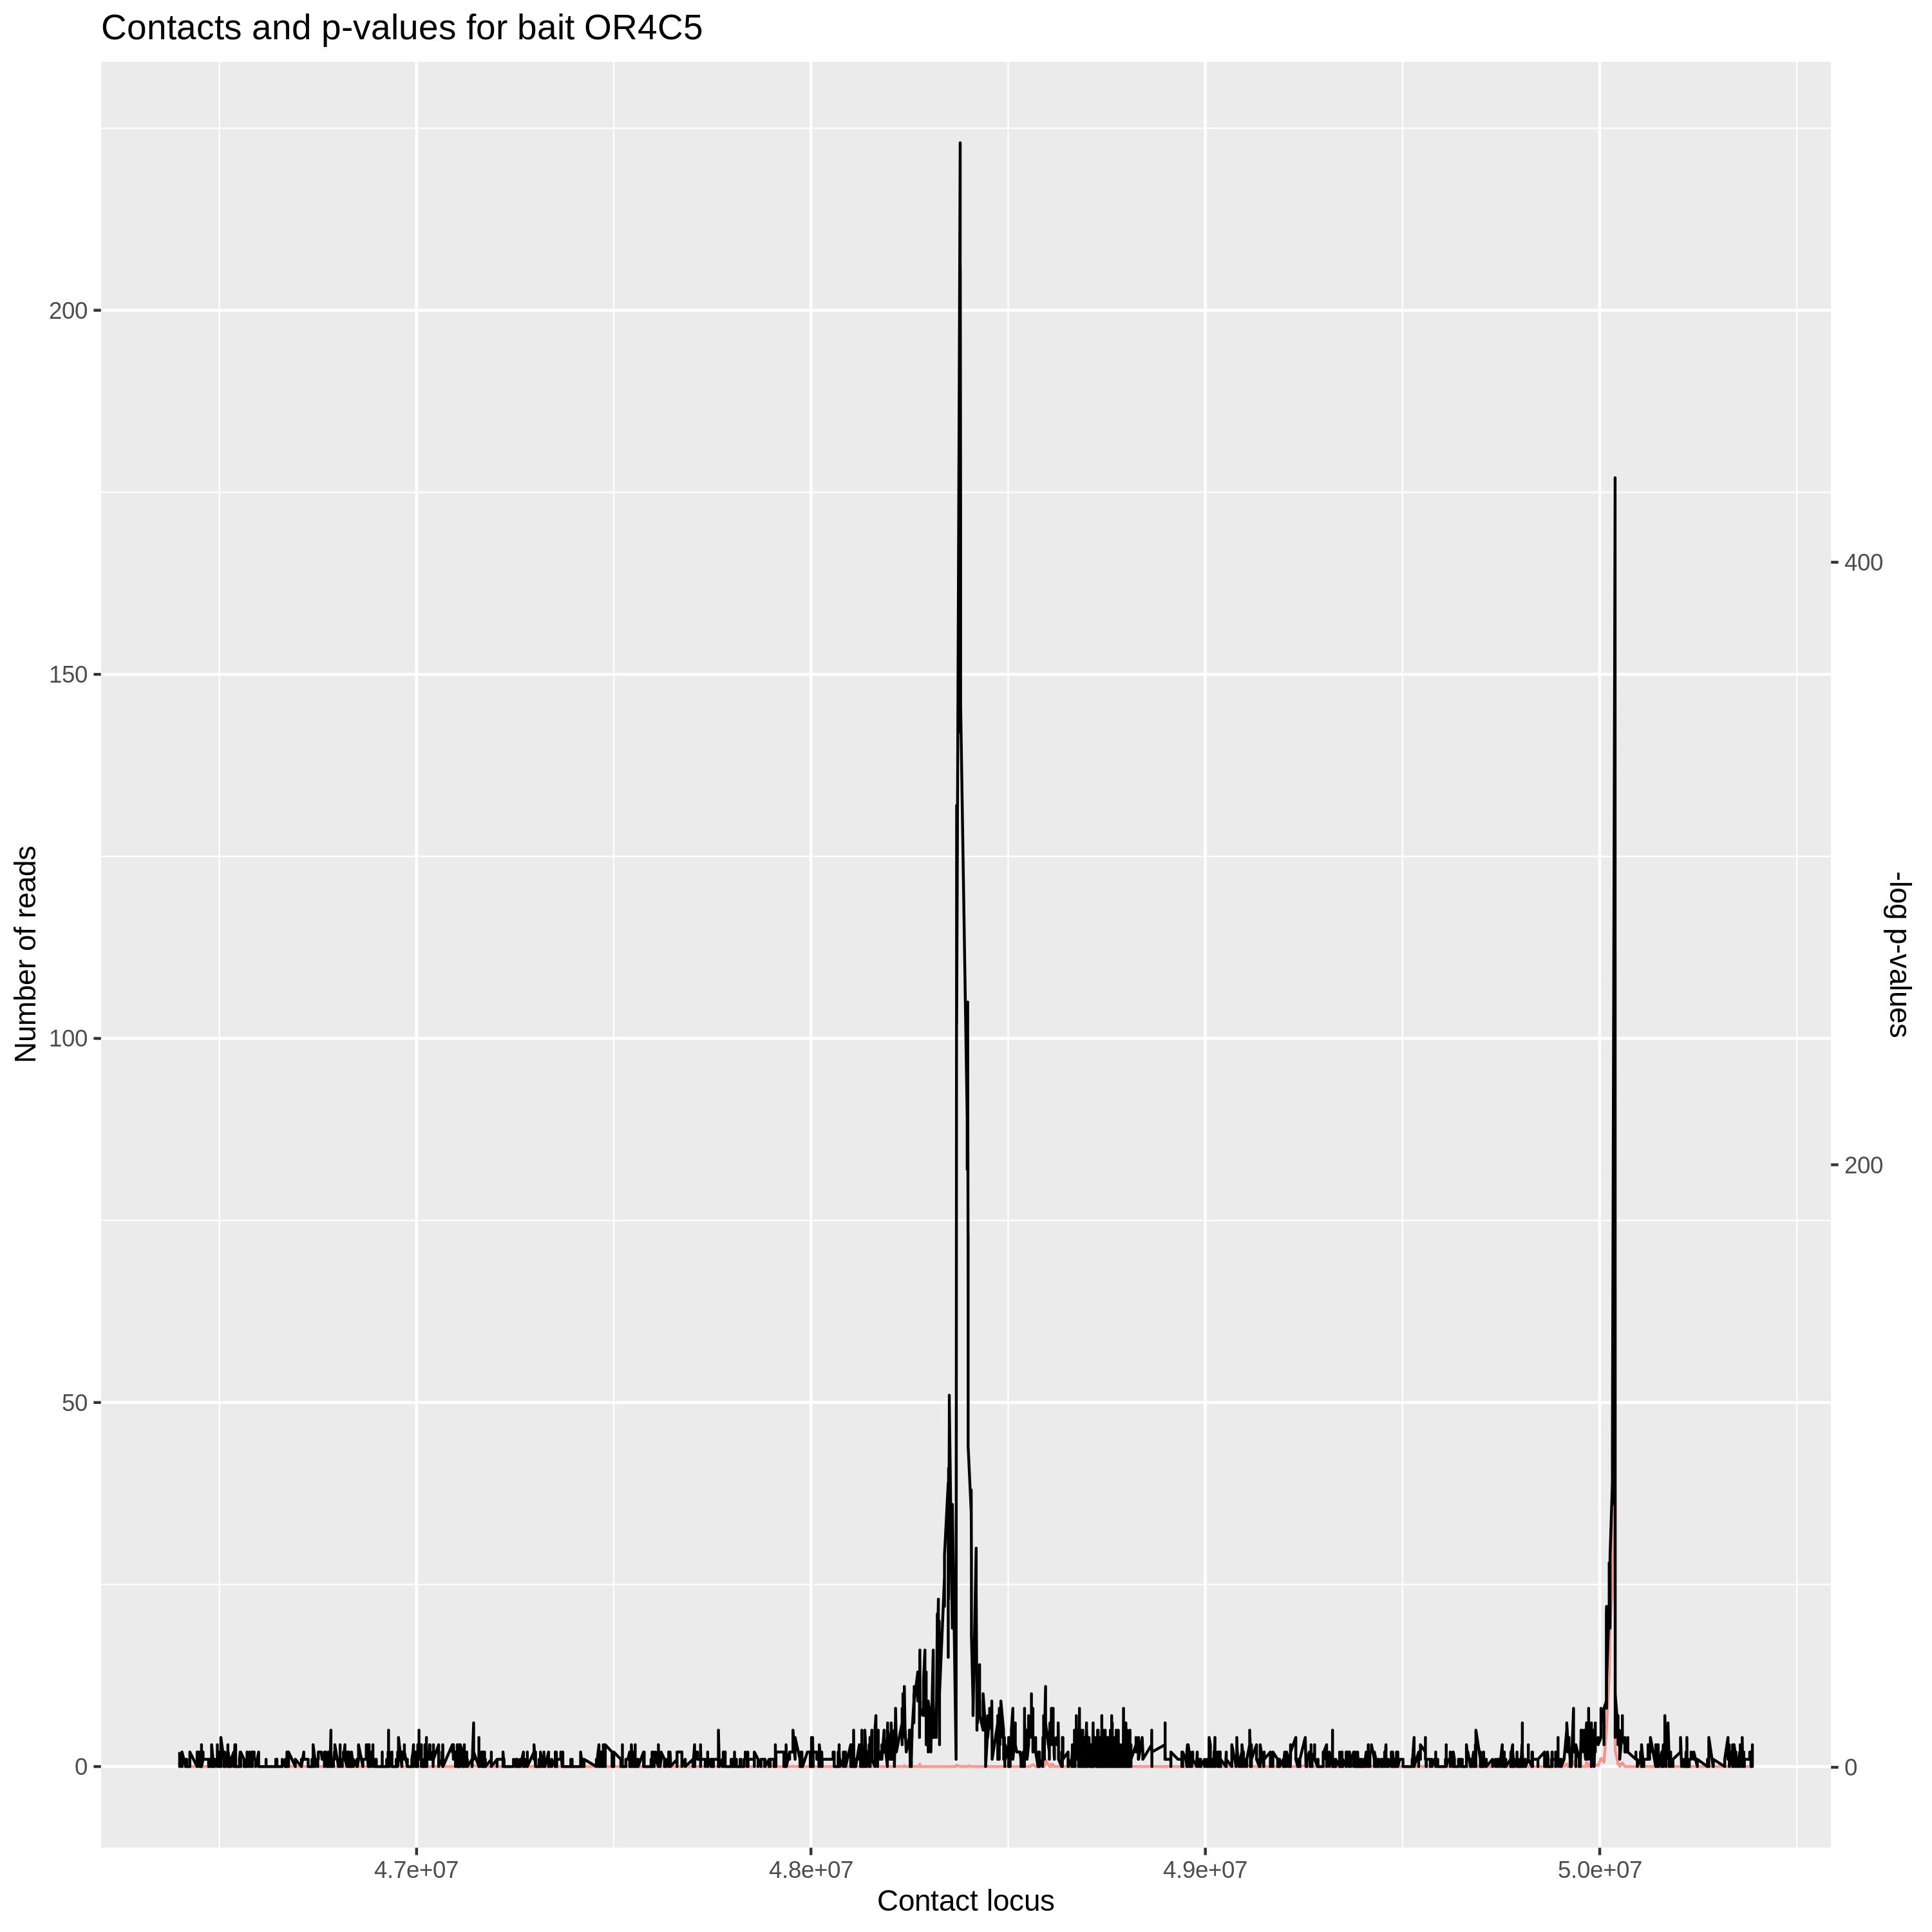 Contacts and p-values for bait OR4C5
200
150
100
50
0
Number of reads
400
200
0
-log p-values
4.7e+07
4.8e+07
4.9e+07
5.0e+07
Contact locus